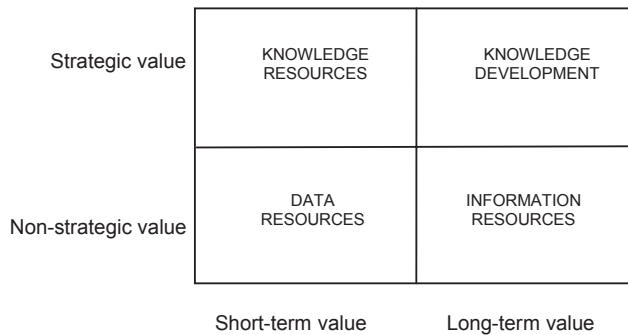 Strategic value
KNOWLEDGE
RESOURCES
KNOWLEDGE
DEVELOPMENT
Non-strategic value
DATA
RESOURCES
INFORMATION
RESOURCES
Short-term value
Long-term value